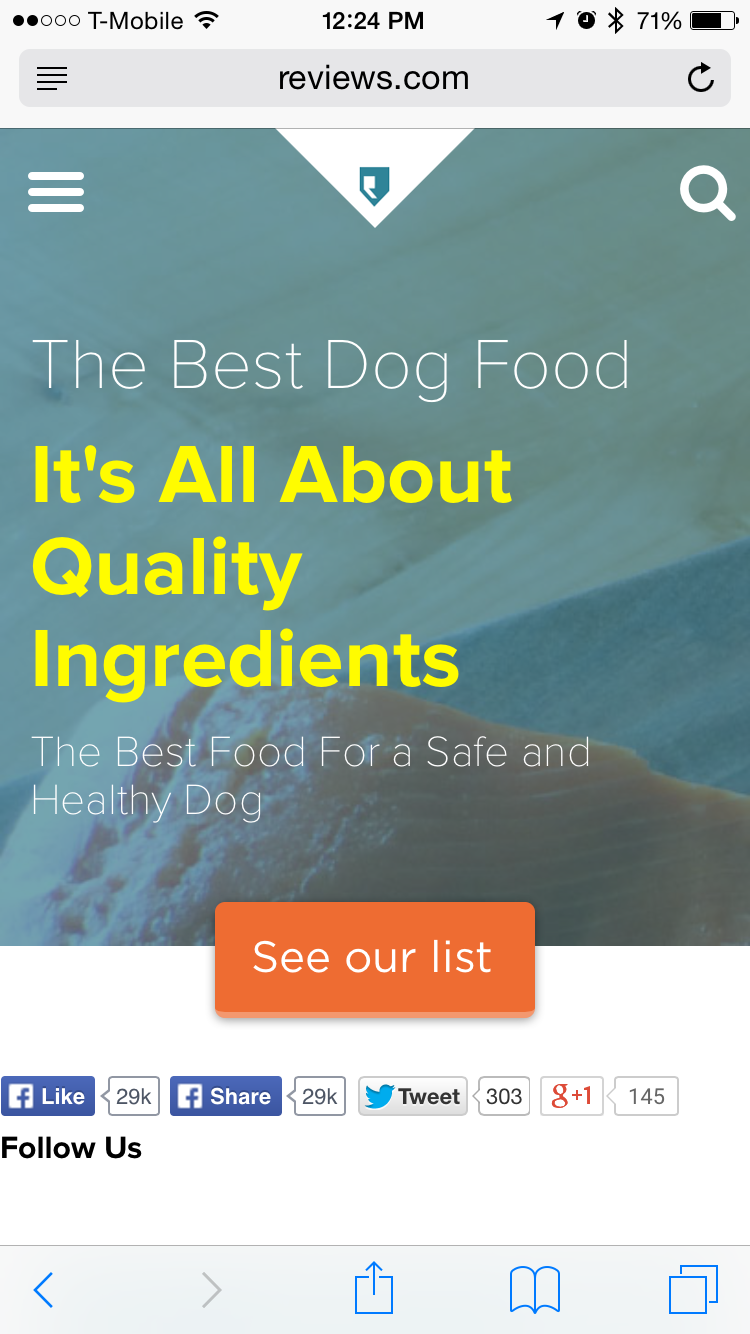 T-Mobile 12:24 PM 71%
reviews.com
The Best Dog Food
It's All About
Quality
Ingredients
The Best Food For a Safe and
Healthy Dog
See our list
Like 29k Share 29k Tweet 303 g+1 145
Follow Us